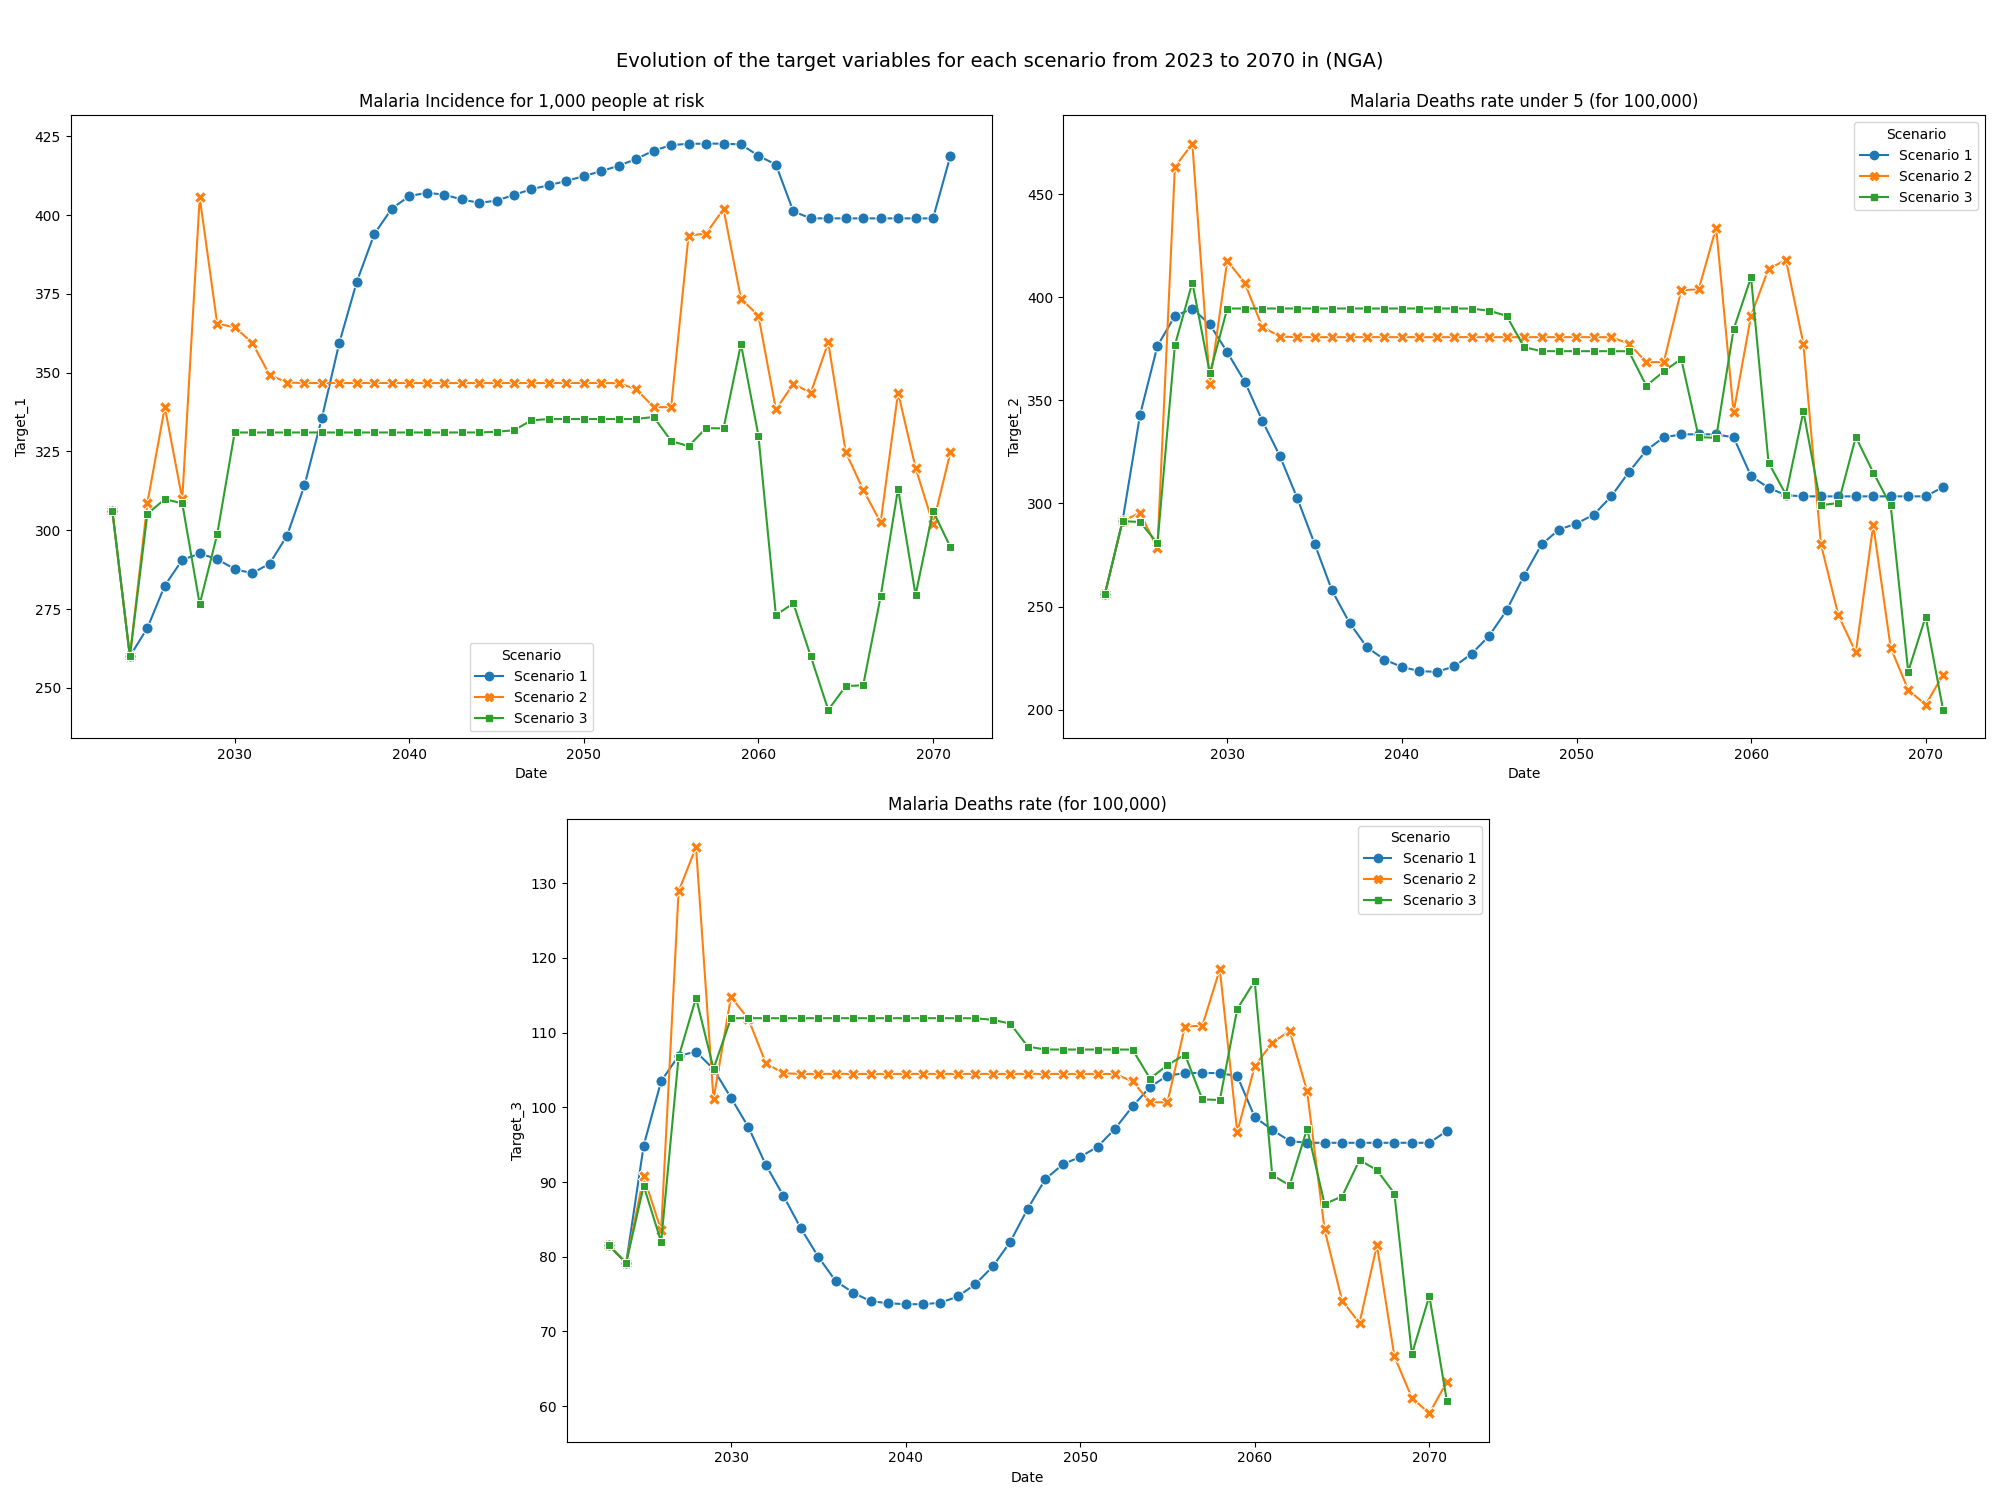 Evolution of the target variables for each scenario from 2023 to 2070 in (NGA)
Malaria Incidence for 1,000 people at risk
Target_1
425
400
375
350
325
300
275
250
Scenario
Scenario 1
Scenario 2
Scenario 3
2030 2040 2050 2060 2070
Date
Malaria Deaths rate under 5 (for 100,000)
Target_2
450
400
350
300
250
200
Scenario
Scenario 1
Scenario 2
Scenario 3
2030 2040 2050 2060 2070
Date
Malaria Deaths rate (for 100,000)
Target_3
130
120
110
100
90
80
70
60
Scenario
Scenario 1
Scenario 2
Scenario 3
2030 2040 2050 2060 2070
Date